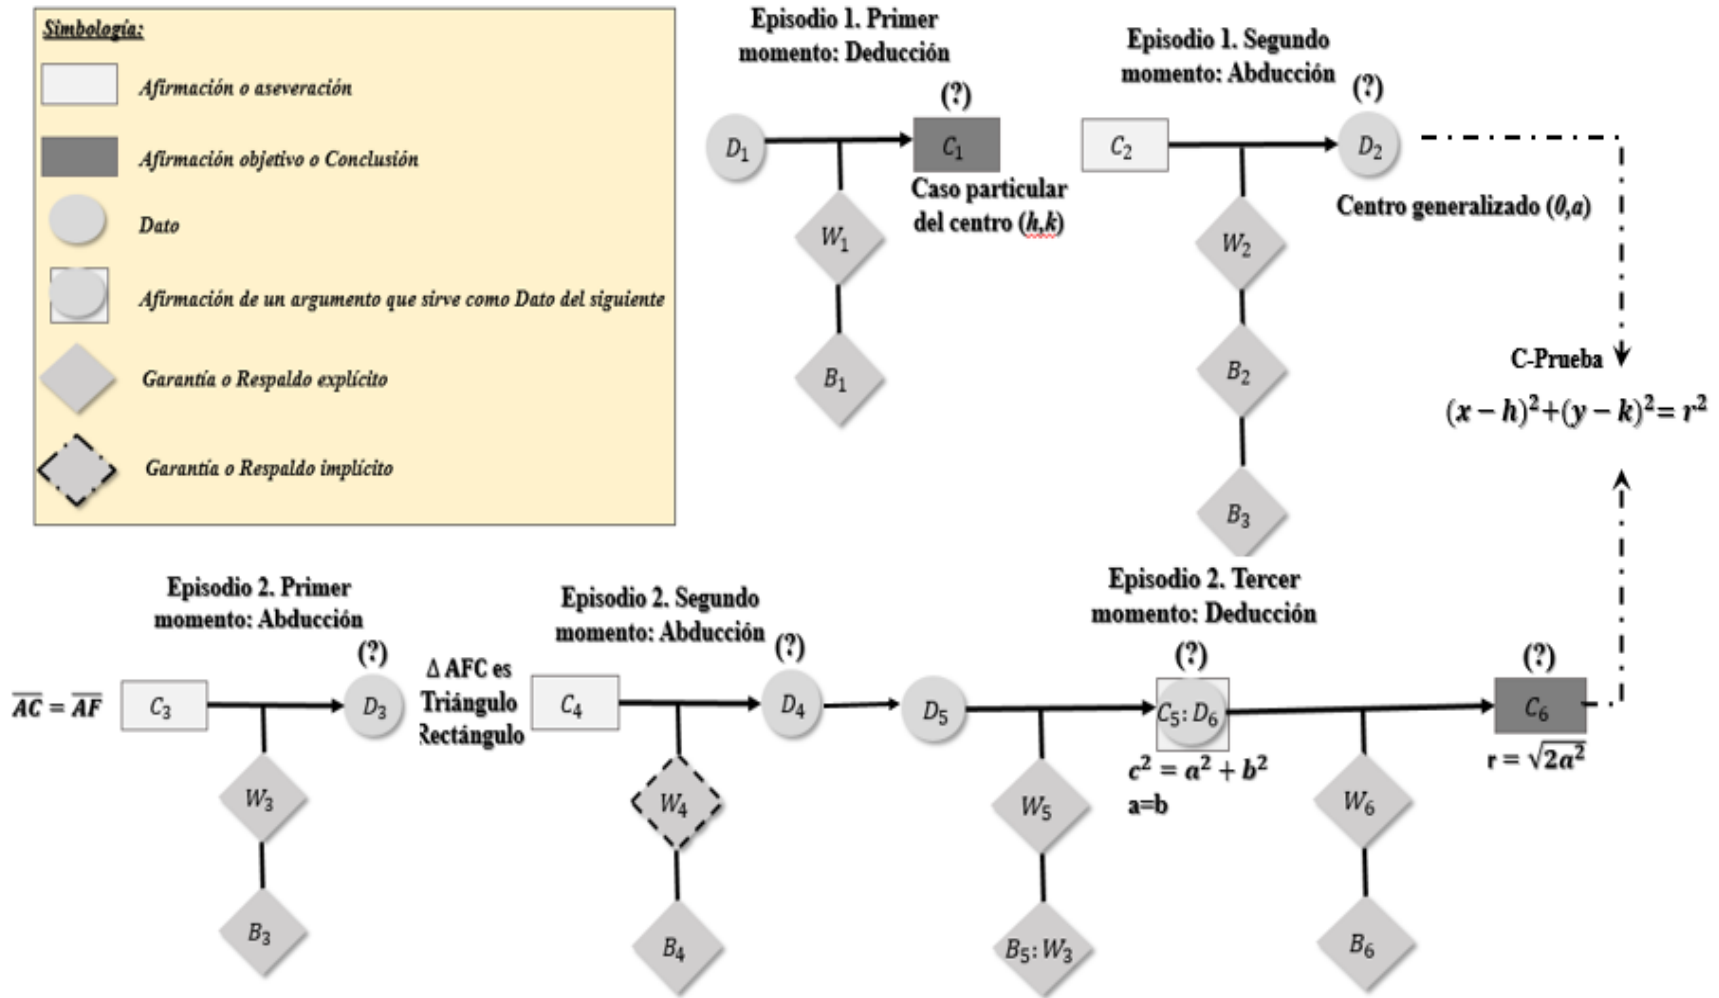 Simbología:
Afirmación o aseveración
Afirmación objetivo o Conclusión
Dato
Afirmación de un argumento que sirve como Dato del siguiente
Garantía o Respaldo explícito
Garantía o Respaldo implícito
Episodio 1. Primer
momento: Deducción
(?)
D₁
C₁
Caso particular
del centro (h,k)
W₁
B₁
Episodio 1. Segundo
momento: Abducción
(?)
C₂
D₂
Centro generalizado (0,a)
W₂
B₂
B₃
C-Prueba
(x − h)²+(y − k)²= r²
Episodio 2. Primer
momento: Abducción
(?)
A̅C̅ = A̅F̅
C₃
D₃
W₃
B₃
Episodio 2. Segundo
momento: Abducción
(?)
Δ AFC es
Triángulo
Rectángulo
C₄
D₄
W₄
B₄
Episodio 2. Tercer
momento: Deducción
(?)
D₅
C₅: D₆
c² = a² + b²
a=b
W₅
B₅: W₃
(?)
C₆
r = √2a²
W₆
B₆